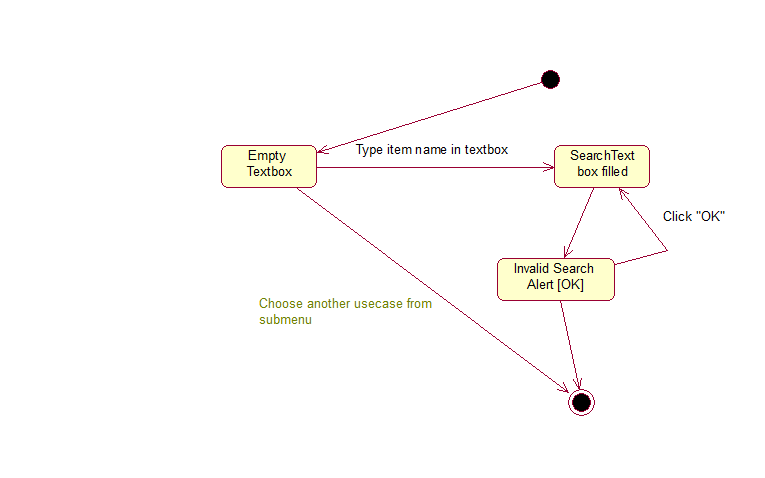 Type item name in textbox
Empty
Textbox
SearchText
box filled
Click "OK"
Invalid Search
Alert [OK]
Choose another usecase from
submenu